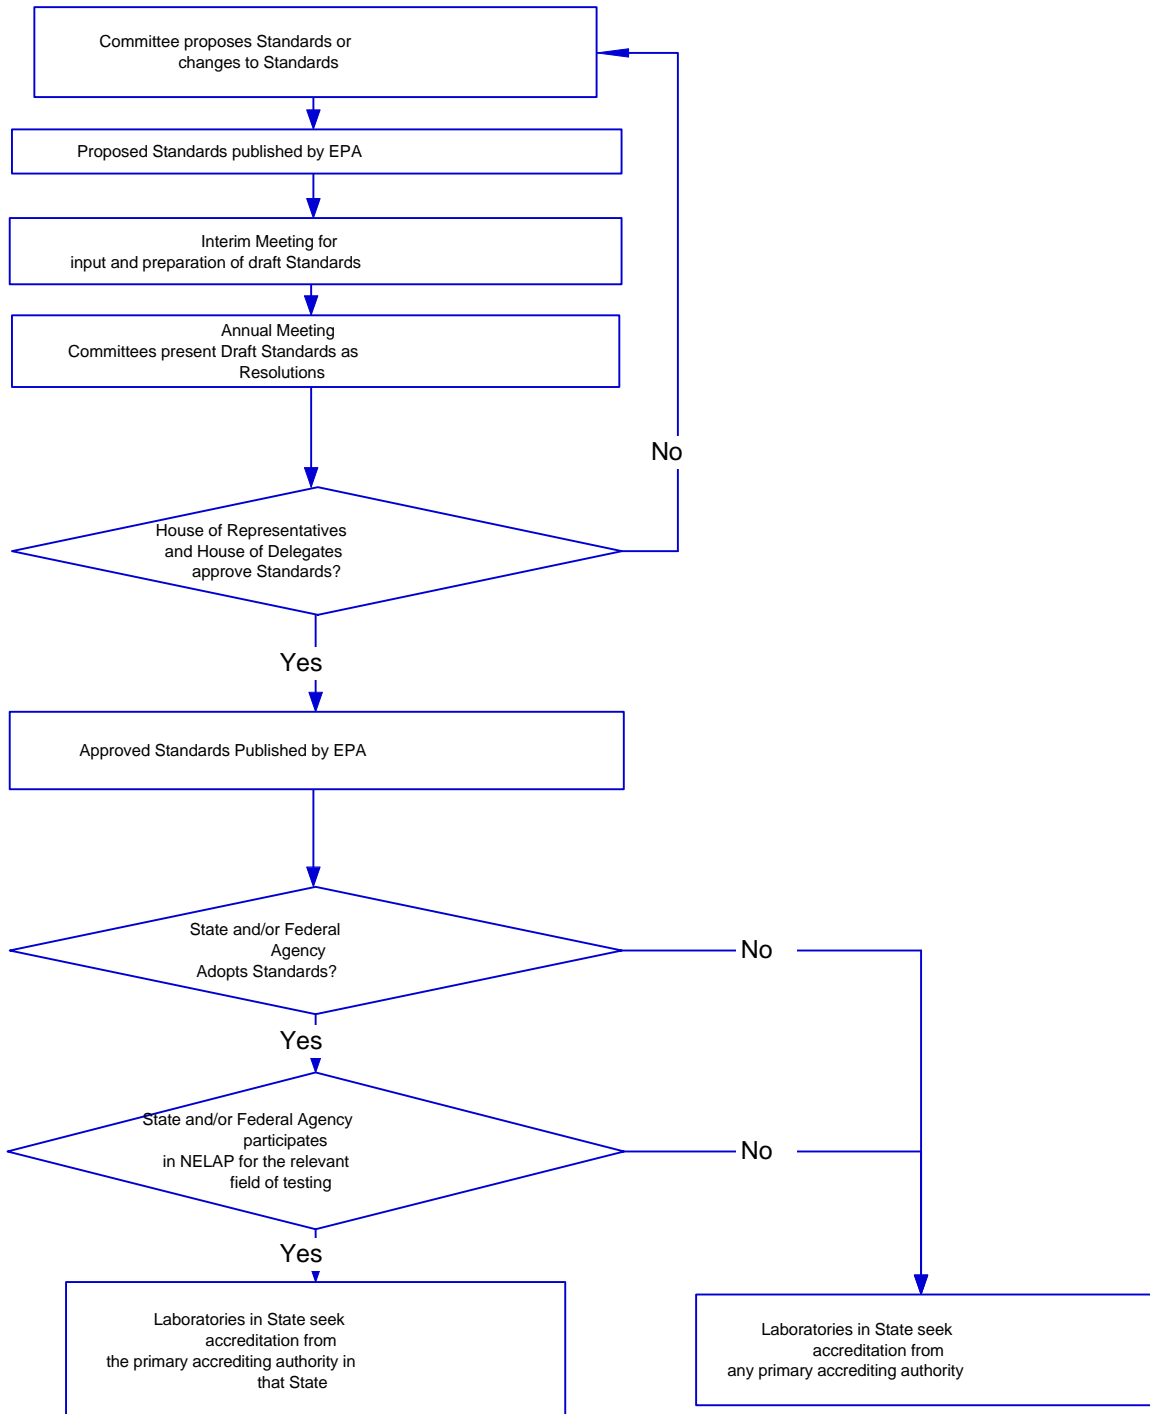 Committee proposes Standards or
changes to Standards
Proposed Standards published by EPA
Interim Meeting for
input and preparation of draft Standards
Annual Meeting
Committees present Draft Standards as
Resolutions
No
House of Representatives
and House of Delegates
approve Standards?
Yes
Approved Standards Published by EPA
State and/or Federal
Agency
Adopts Standards?
No
Yes
State and/or Federal Agency
participates
in NELAP for the relevant
field of testing
No
Yes
Laboratories in State seek
accreditation from
the primary accrediting authority in
that State
Laboratories in State seek
accreditation from
any primary accrediting authority